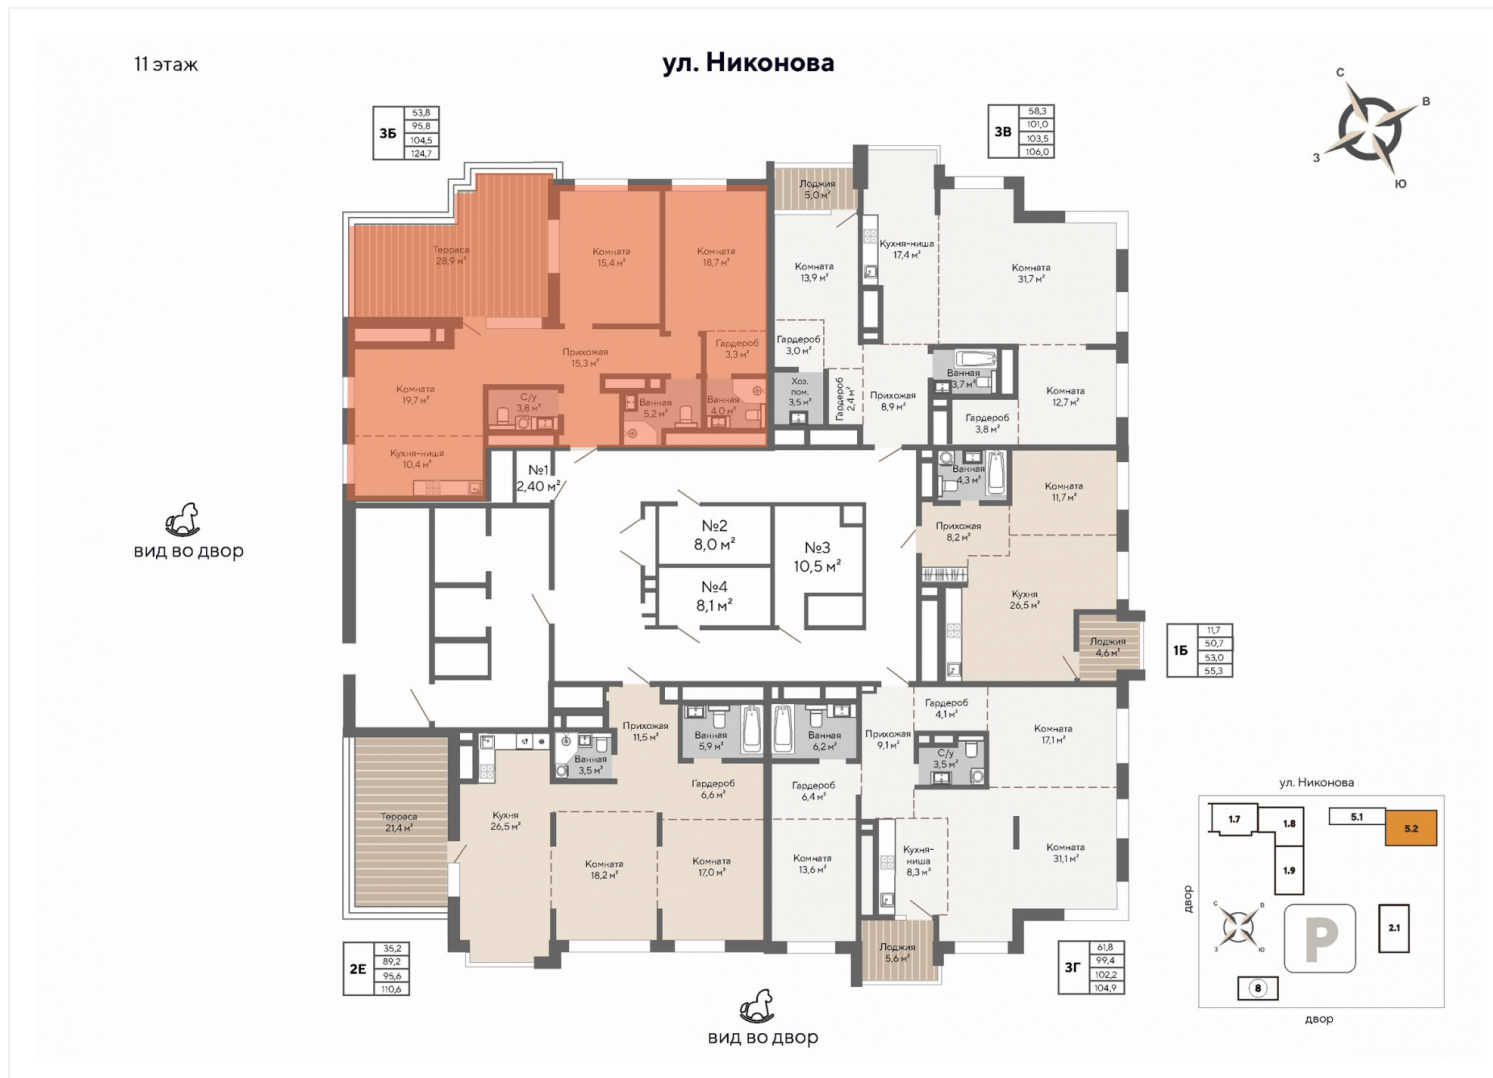 11 этаж
ул. Никонова
С
В
З
Ю
3Б
53,8
95,8
104,5
124,7
3В
58,3
101,0
103,5
106,0
Терраса
28,9 м²
Комната
15,4 м²
Комната
18,7 м²
Прихожая
15,3 м²
Гардероб
3,3 м²
Комната
19,7 м²
С/у
3,8 м²
Ванная
5,2 м²
Ванная
4,0 м²
Кухня-ниша
10,4 м²
Лоджия
5,0 м²
Кухня-ниша
17,4 м²
Комната
13,9 м²
Комната
31,7 м²
Гардероб
3,0 м²
Хоз.
пом.
3,5 м²
Гардероб
2,4 м²
Прихожая
8,9 м²
Ванная
3,7 м²
Гардероб
3,8 м²
Комната
12,7 м²
№1
2,40 м²
№2
8,0 м²
№3
10,5 м²
№4
8,1 м²
Ванная
4,3 м²
Комната
11,7 м²
Прихожая
8,2 м²
Кухня
26,5 м²
Лоджия
4,6 м²
1Б
11,7
50,7
53,0
55,3
вид во двор
Прихожая
11,5 м²
Ванная
5,9 м²
Ванная
3,5 м²
Гардероб
6,6 м²
Терраса
21,4 м²
Кухня
26,5 м²
Комната
18,2 м²
Комната
17,0 м²
Ванная
6,2 м²
Гардероб
6,4 м²
Комната
13,6 м²
Прихожая
9,1 м²
Гардероб
4,1 м²
С/у
3,5 м²
Комната
17,1 м²
Кухня-
ниша
8,3 м²
Комната
31,1 м²
Лоджия
5,6 м²
2Е
35,2
89,2
95,6
110,6
3Г
61,8
99,4
102,2
104,9
вид во двор
ул. Никонова
1.7
1.8
1.9
5.1
5.2
2.1
8
P
С
В
З
Ю
двор
двор